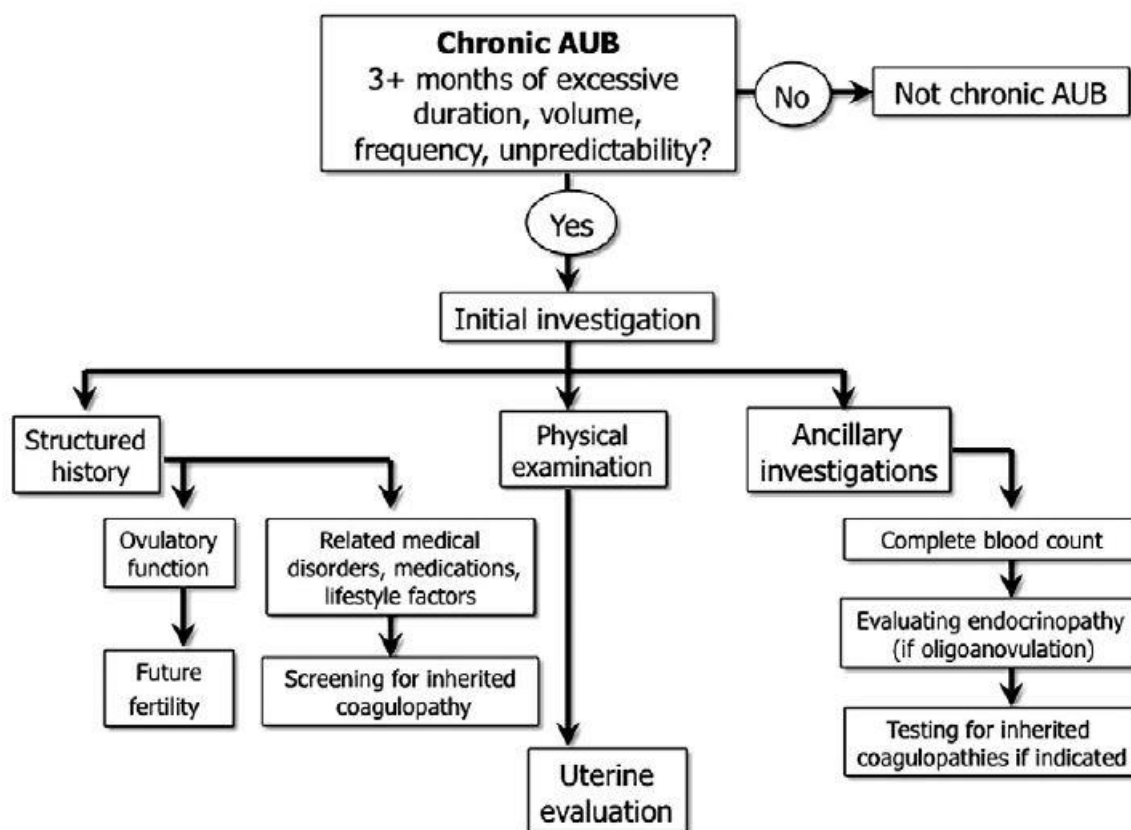 Chronic AUB
3+ months of excessive
duration, volume,
frequency, unpredictability?
No
Not chronic AUB
Yes
Initial investigation
Structured
history
Physical
examination
Ancillary
investigations
Ovulatory
function
Related medical
disorders, medications,
lifestyle factors
Complete blood count
Future
fertility
Screening for inherited
coagulopathy
Evaluating endocrinopathy
(if oligoanovulation)
Testing for inherited
coagulopathies if indicated
Uterine
evaluation